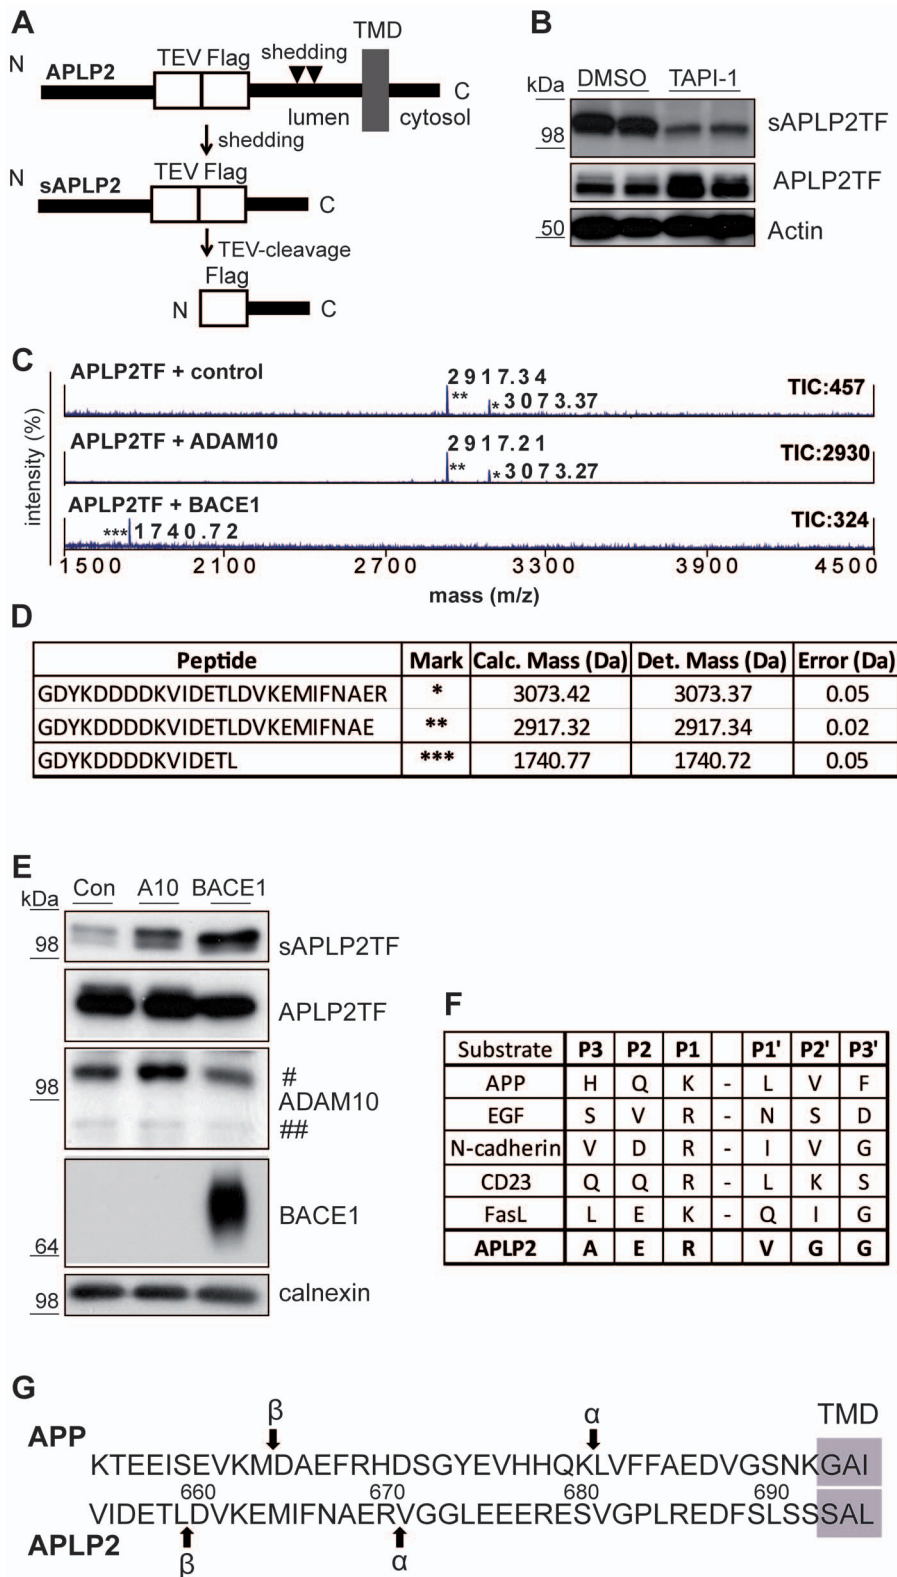 A
TMD
TEV Flag
shedding
N
APLP2
C
lumen
cytosol
shedding
TEV Flag
N
sAPLP2
C
TEV-cleavage
Flag
N
C
B
kDa
DMSO TAPI-1
98
sAPLP2TF
APLP2TF
50
Actin
C
intensity (%)
APLP2TF + control
2917.34
**
*3073.37
TIC:457
APLP2TF + ADAM10
2917.21
**
*3073.27
TIC:2930
APLP2TF + BACE1
***1740.72
TIC:324
1500 2100 2700 3300 3900 4500
mass (m/z)
D
Peptide Mark Calc. Mass (Da) Det. Mass (Da) Error (Da)
GDYKDDDDKVIDETLDVKEMIFNAER * 3073.42 3073.37 0.05
GDYKDDDDKVIDETLDVKEMIFNAE ** 2917.32 2917.34 0.02
GDYKDDDDKVIDETL *** 1740.77 1740.72 0.05
E
kDa
Con A10 BACE1
98
sAPLP2TF
APLP2TF
98
#
ADAM10
##
BACE1
64
calnexin
98
F
Substrate P3 P2 P1 P1' P2' P3'
APP H Q K - L V F
EGF S V R - N S D
N-cadherin V D R - I V G
CD23 Q Q R - L K S
FasL L E K - Q I G
APLP2 A E R V G G
G
β α TMD
APP
KTEEISEVKMDAEFRHDSGYEVHHQKLVFFAEDVGSNKGAI
660 670 680 690
VIDETLDVKEMIFNAERVGGLEEERESVGPLREDFSLSSSAL
APLP2
β α